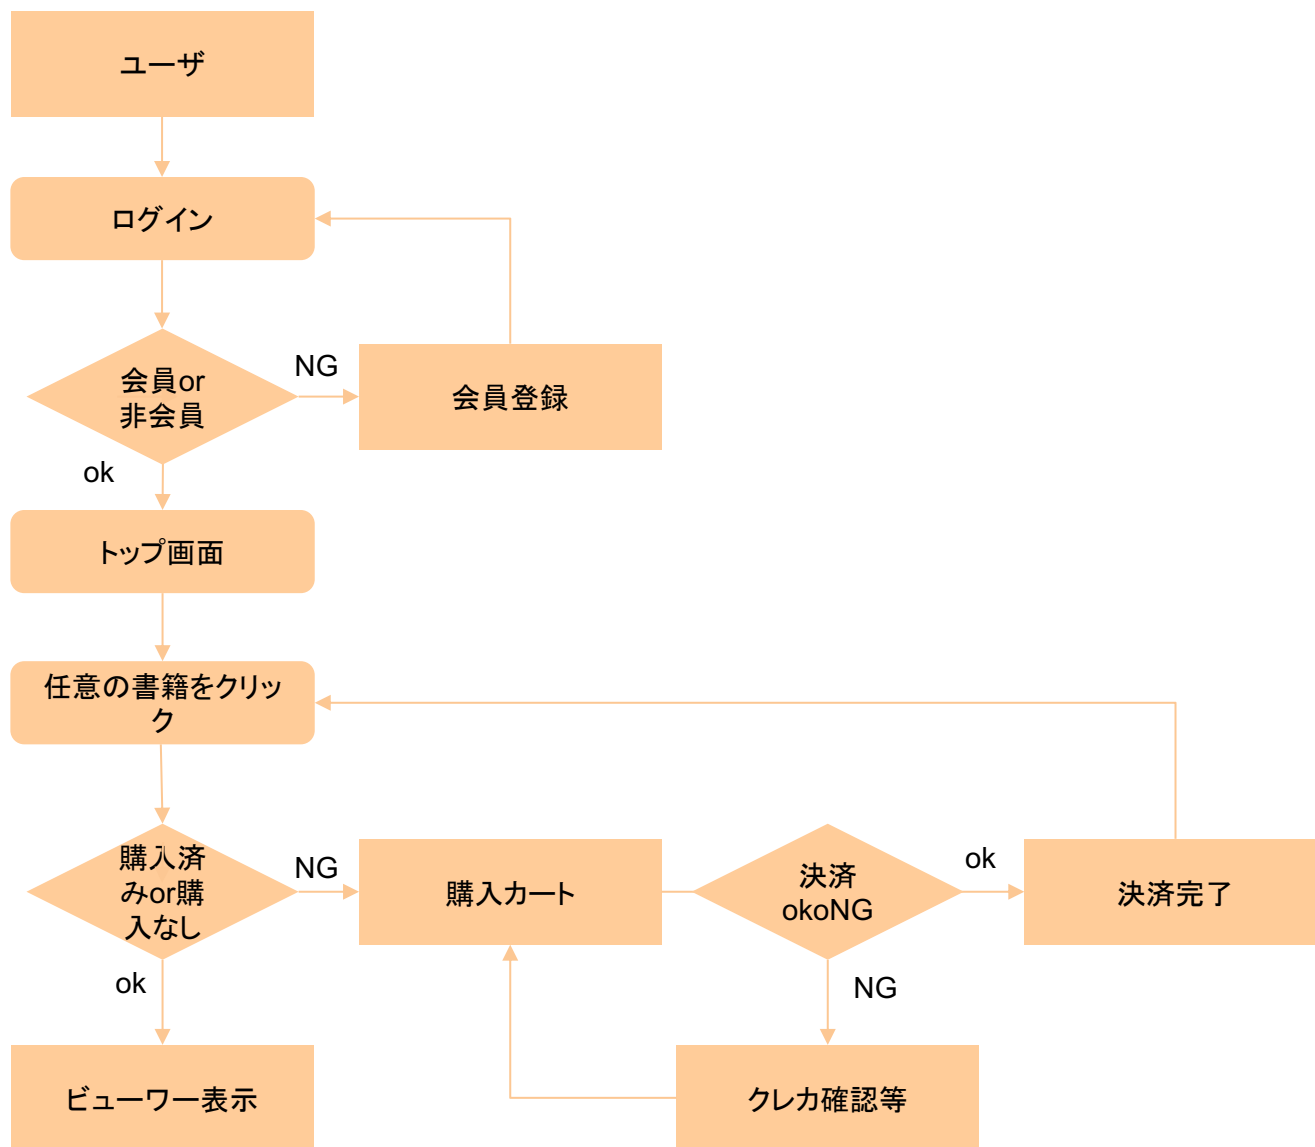 ユーザ
ログイン
会員or
非会員
NG
会員登録
ok
トップ画面
任意の書籍をクリッ
ク
購入済
みor購
入なし
NG
購入カート
決済
okoNG
ok
決済完了
ok
NG
ビューワー表示
クレカ確認等